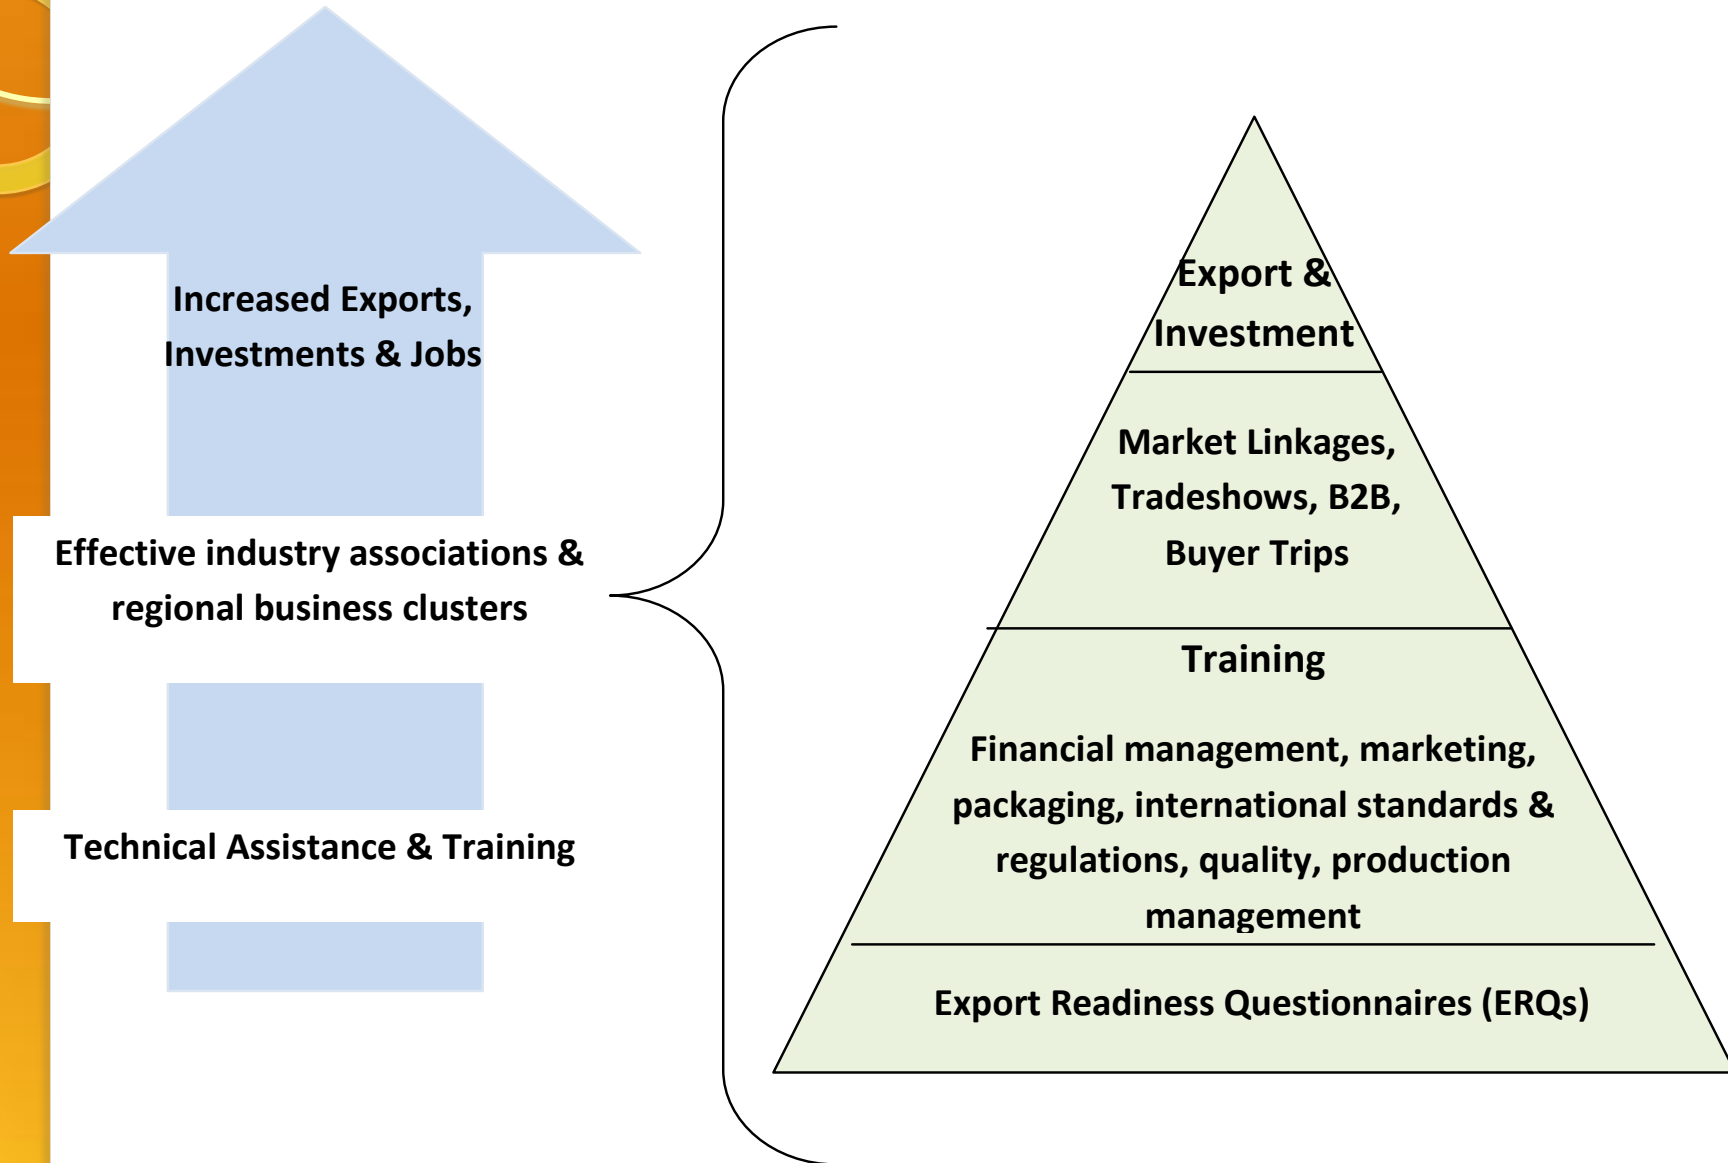 Increased Exports,
Investments & Jobs
Effective industry associations &
regional business clusters
Technical Assistance & Training
Export &
Investment
Market Linkages,
Tradeshows, B2B,
Buyer Trips
Training
Financial management, marketing,
packaging, international standards &
regulations, quality, production
management
Export Readiness Questionnaires (ERQs)